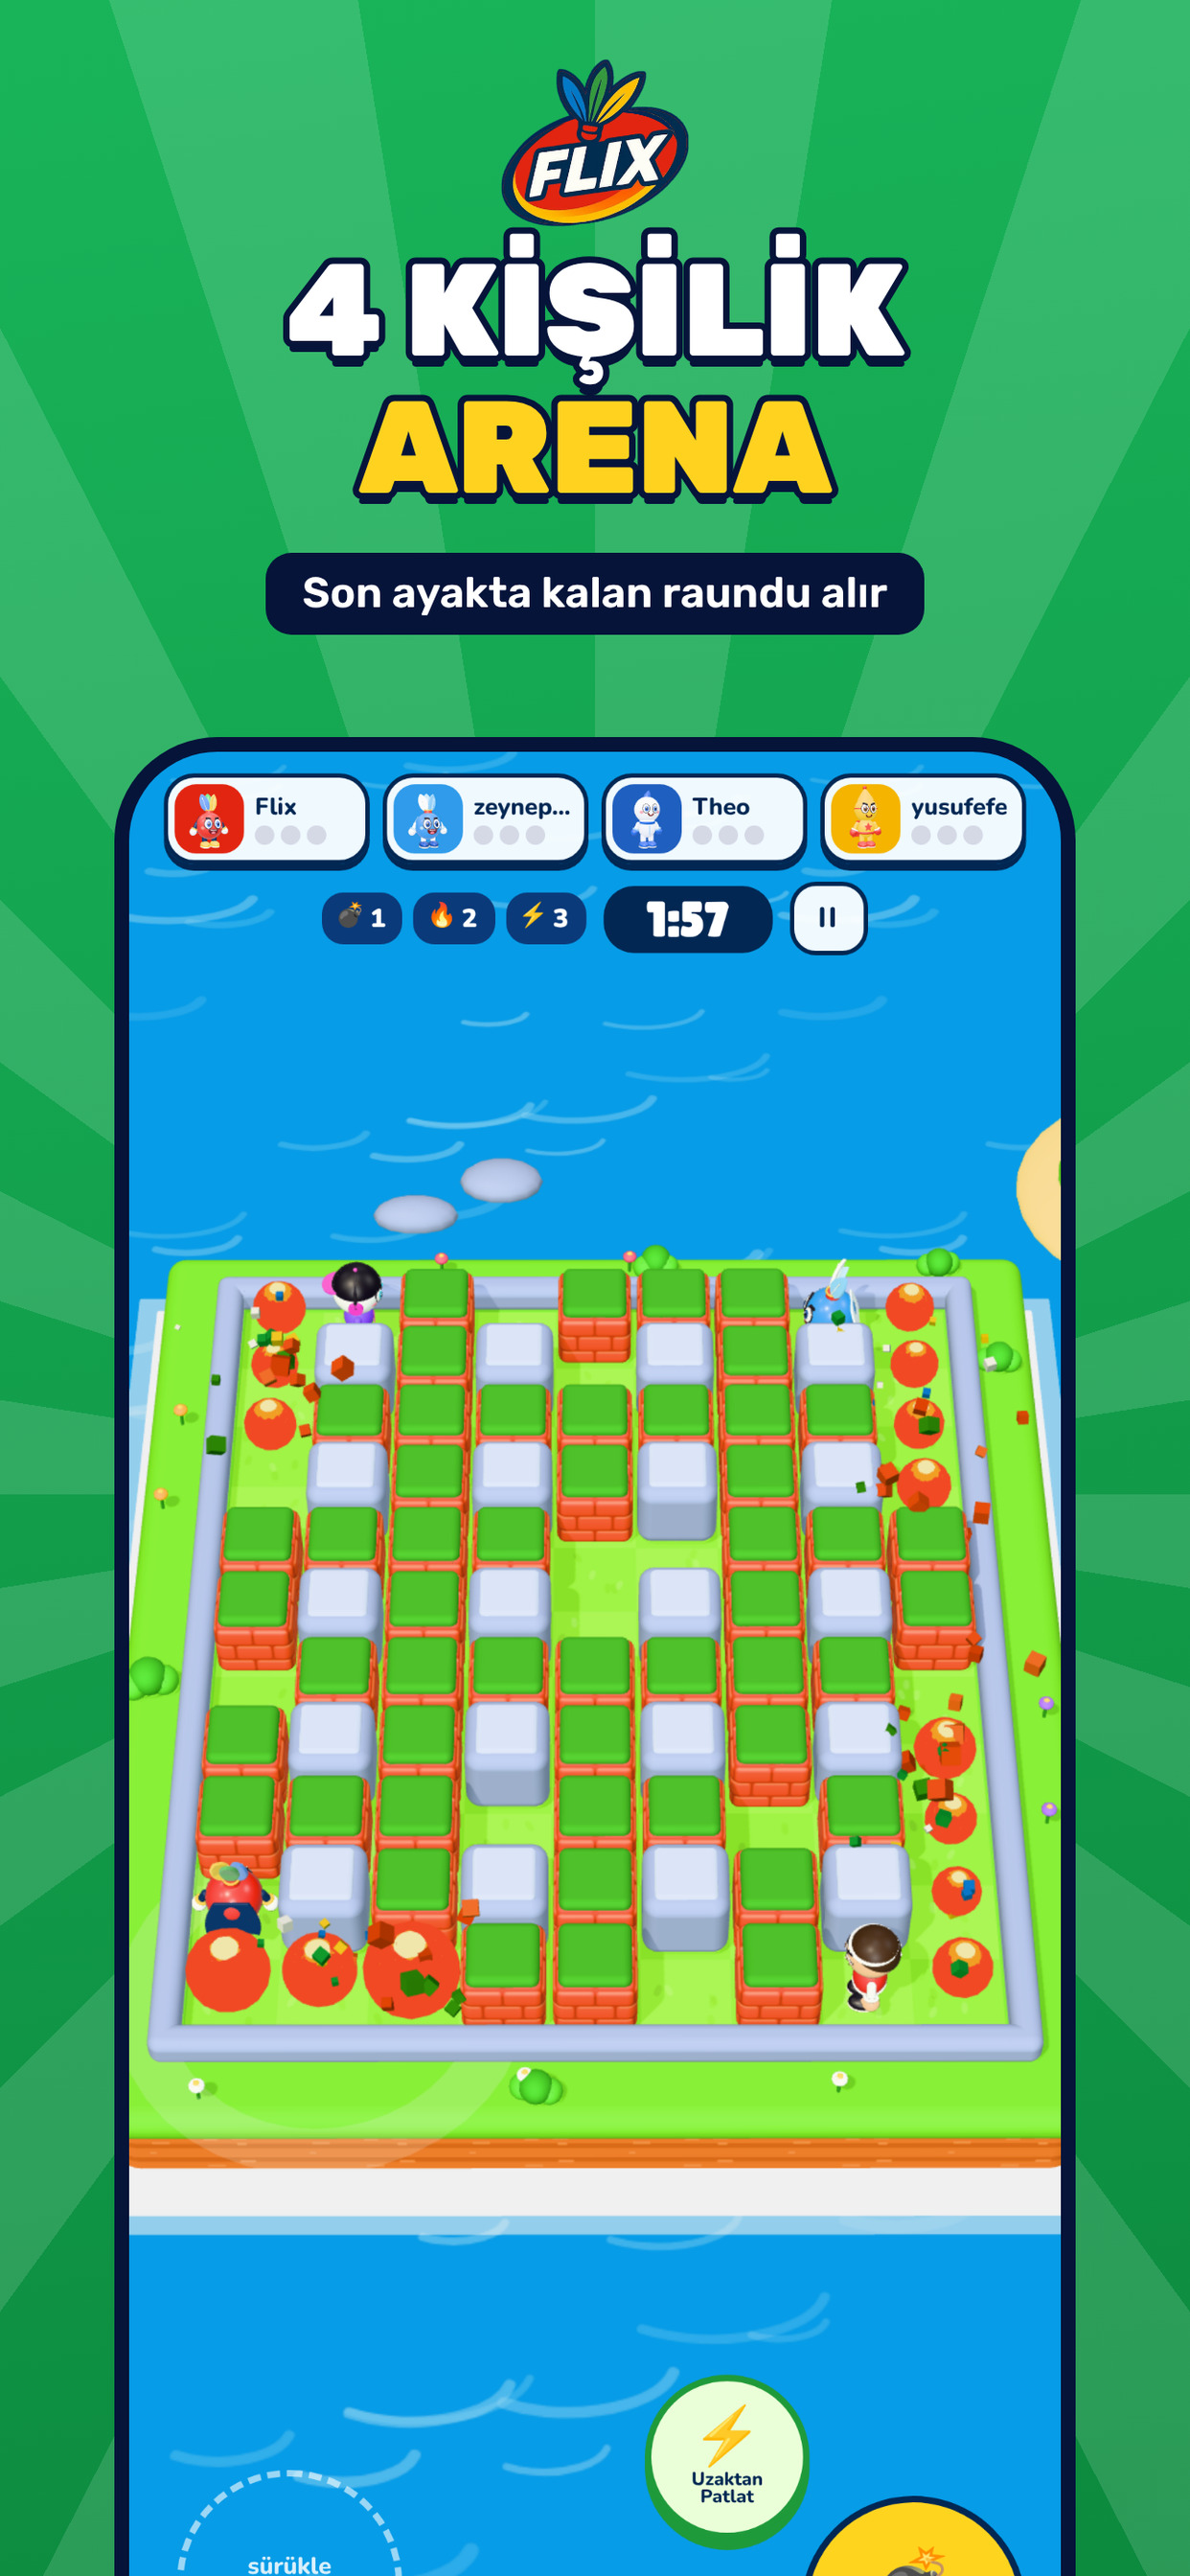 FLIX
4 KİŞİLİK
ARENA
Son ayakta kalan raundu alır
Flix
zeynep...
Theo
yusufefe
1
2
3
1:57
Uzaktan
Patlat
sürükle